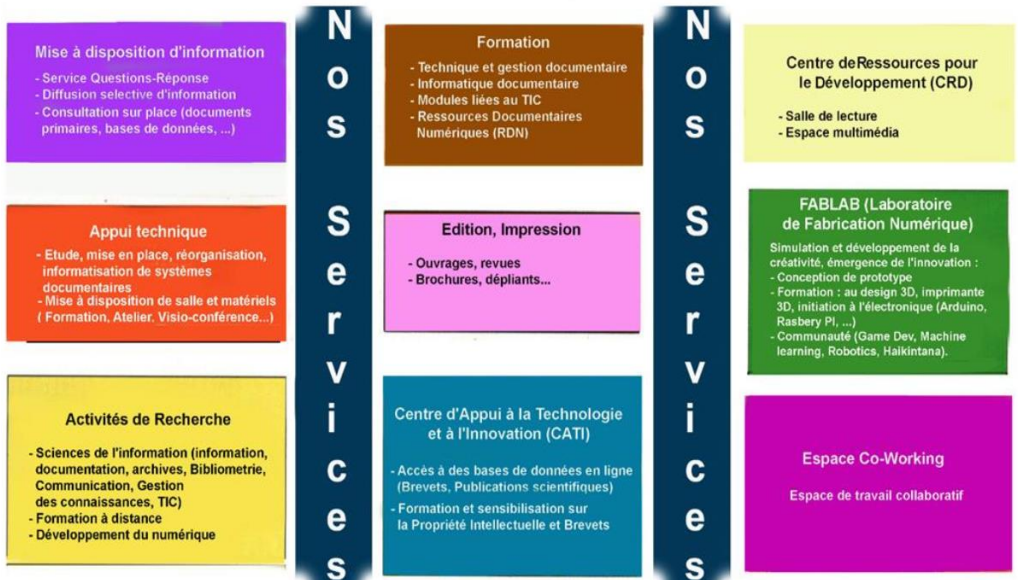 Mise à disposition d'information
- Service Questions-Réponse
- Diffusion selective d'information
- Consultation sur place (documents
primaires, bases de données, ...)
Appui technique
- Etude, mise en place, réorganisation,
informatisation de systèmes
documentaires
- Mise à disposition de salle et matériels
( Formation, Atelier. Visio-conférence...)
Activités de Recherche
- Sciences de l'information (information,
documentation, archives, Bibliometrie,
Communication, Gestion
des connaissances, TIC)
- Formation à distance
- Développement du numérique
Nos Services
Formation
- Technique et gestion documentaire
- Informatique documentaire
- Modules liées au TIC
- Ressources Documentaires
Numériques (RDN)
Edition, Impression
- Ouvrages, revues
- Brochures, dépliants...
Centre d'Appui à la Technologie
et à l'Innovation (CATI)
- Accès à des bases de données en ligne
(Brevets, Publications scientifiques)
- Formation et sensibilisation sur
la Propriété Intellectuelle et Brevets
Nos Services
Centre deRessources pour
le Développement (CRD)
- Salle de lecture
- Espace multimédia
FABLAB (Laboratoire
de Fabrication Numérique)
Simulation et développement de la
créativité, émergence de l'innovation :
- Conception de prototype
- Formation : au design 3D, imprimante
3D, initiation à l'électronique (Arduino,
Rasbery PI, ...)
- Communauté (Game Dev, Machine
learning, Robotics, Haikintana).
Espace Co-Working
Espace de travail collaboratif